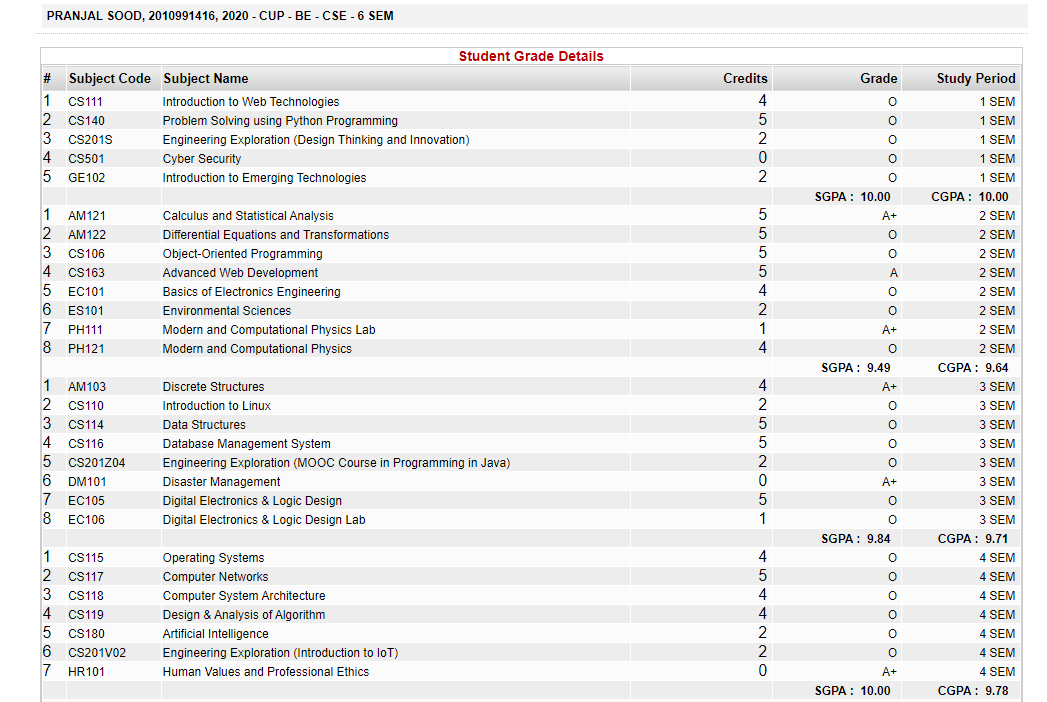 PRANJAL SOOD, 2010991416, 2020 - CUP - BE - CSE - 6 SEM
Student Grade Details
# Subject Code Subject Name Credits Grade Study Period
1 CS111 Introduction to Web Technologies 4 O 1 SEM
2 CS140 Problem Solving using Python Programming 5 O 1 SEM
3 CS201S Engineering Exploration (Design Thinking and Innovation) 2 O 1 SEM
4 CS501 Cyber Security 0 O 1 SEM
5 GE102 Introduction to Emerging Technologies 2 O 1 SEM
SGPA : 10.00 CGPA : 10.00
1 AM121 Calculus and Statistical Analysis 5 A+ 2 SEM
2 AM122 Differential Equations and Transformations 5 O 2 SEM
3 CS106 Object-Oriented Programming 5 O 2 SEM
4 CS163 Advanced Web Development 5 A 2 SEM
5 EC101 Basics of Electronics Engineering 4 O 2 SEM
6 ES101 Environmental Sciences 2 O 2 SEM
7 PH111 Modern and Computational Physics Lab 1 A+ 2 SEM
8 PH121 Modern and Computational Physics 4 O 2 SEM
SGPA : 9.49 CGPA : 9.64
1 AM103 Discrete Structures 4 A+ 3 SEM
2 CS110 Introduction to Linux 2 O 3 SEM
3 CS114 Data Structures 5 O 3 SEM
4 CS116 Database Management System 5 O 3 SEM
5 CS201Z04 Engineering Exploration (MOOC Course in Programming in Java) 2 O 3 SEM
6 DM101 Disaster Management 0 A+ 3 SEM
7 EC105 Digital Electronics & Logic Design 5 O 3 SEM
8 EC106 Digital Electronics & Logic Design Lab 1 O 3 SEM
SGPA : 9.84 CGPA : 9.71
1 CS115 Operating Systems 4 O 4 SEM
2 CS117 Computer Networks 5 O 4 SEM
3 CS118 Computer System Architecture 4 O 4 SEM
4 CS119 Design & Analysis of Algorithm 4 O 4 SEM
5 CS180 Artificial Intelligence 2 O 4 SEM
6 CS201V02 Engineering Exploration (Introduction to IoT) 2 O 4 SEM
7 HR101 Human Values and Professional Ethics 0 A+ 4 SEM
SGPA : 10.00 CGPA : 9.78